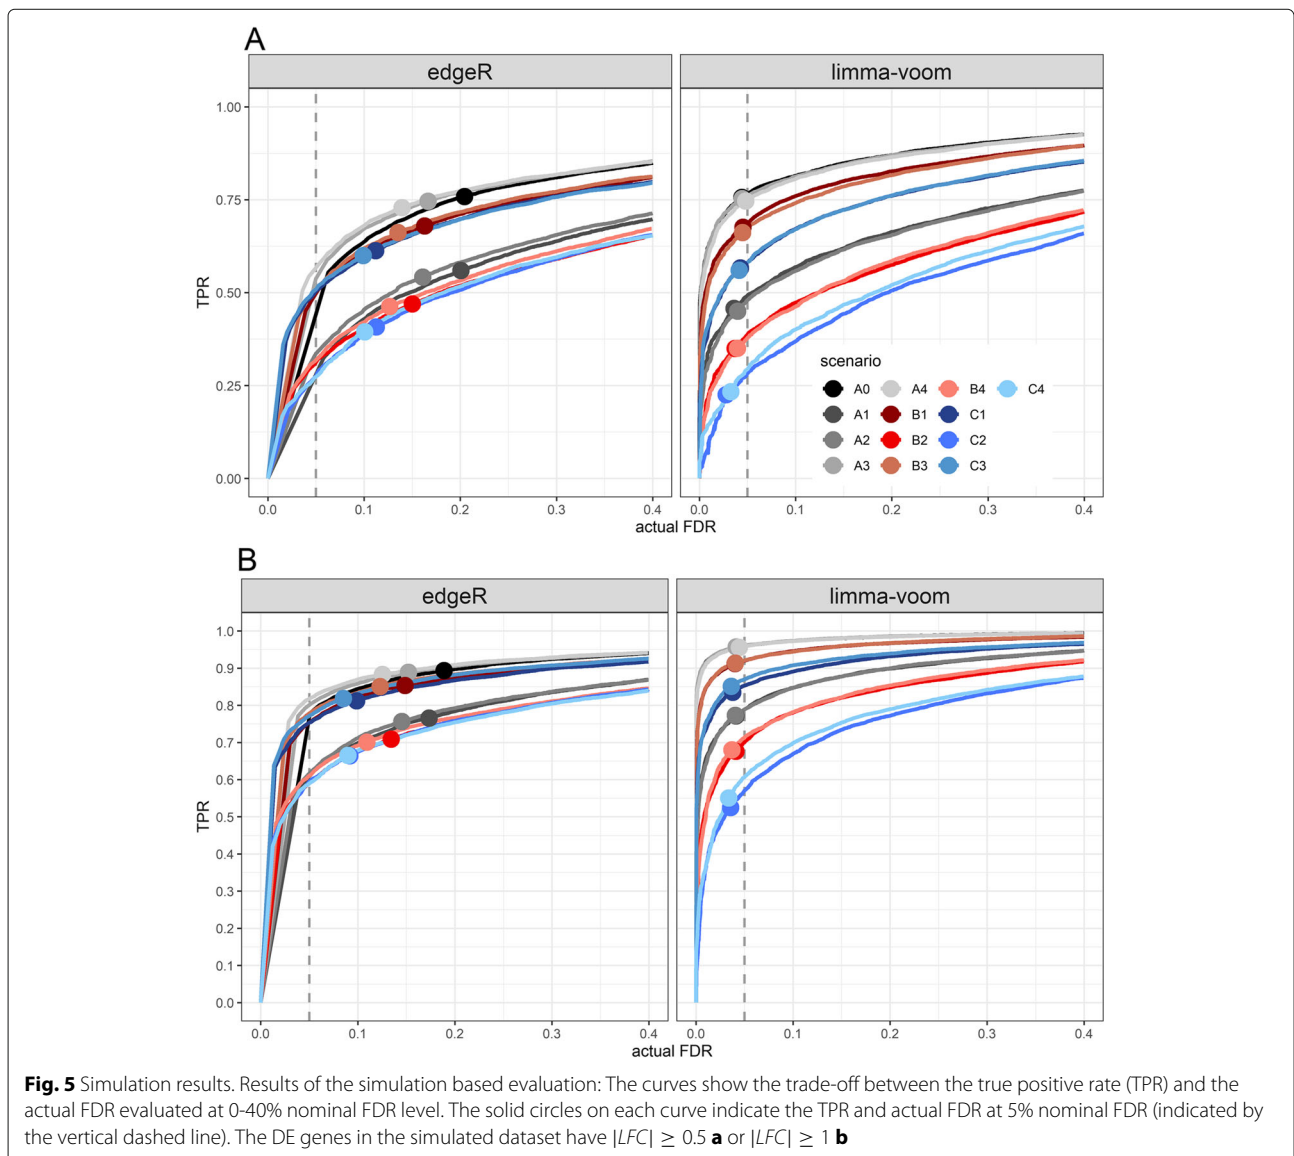 A
edgeR
limma-voom
1.00
0.75
0.50
0.25
0.00
TPR
0.0
0.1
0.2
0.3
0.4
0.0
0.1
0.2
0.3
0.4
actual FDR
scenario
A0 A4 B4 C4
A1 B1 C1
A2 B2 C2
A3 B3 C3
B
edgeR
limma-voom
1.0
0.9
0.8
0.7
0.6
0.5
0.4
0.3
0.2
0.1
0.0
TPR
0.0
0.1
0.2
0.3
0.4
0.0
0.1
0.2
0.3
0.4
actual FDR
Fig. 5 Simulation results. Results of the simulation based evaluation: The curves show the trade-off between the true positive rate (TPR) and the
actual FDR evaluated at 0-40% nominal FDR level. The solid circles on each curve indicate the TPR and actual FDR at 5% nominal FDR (indicated by
the vertical dashed line). The DE genes in the simulated dataset have |LFC| ≥ 0.5 a or |LFC| ≥ 1 b